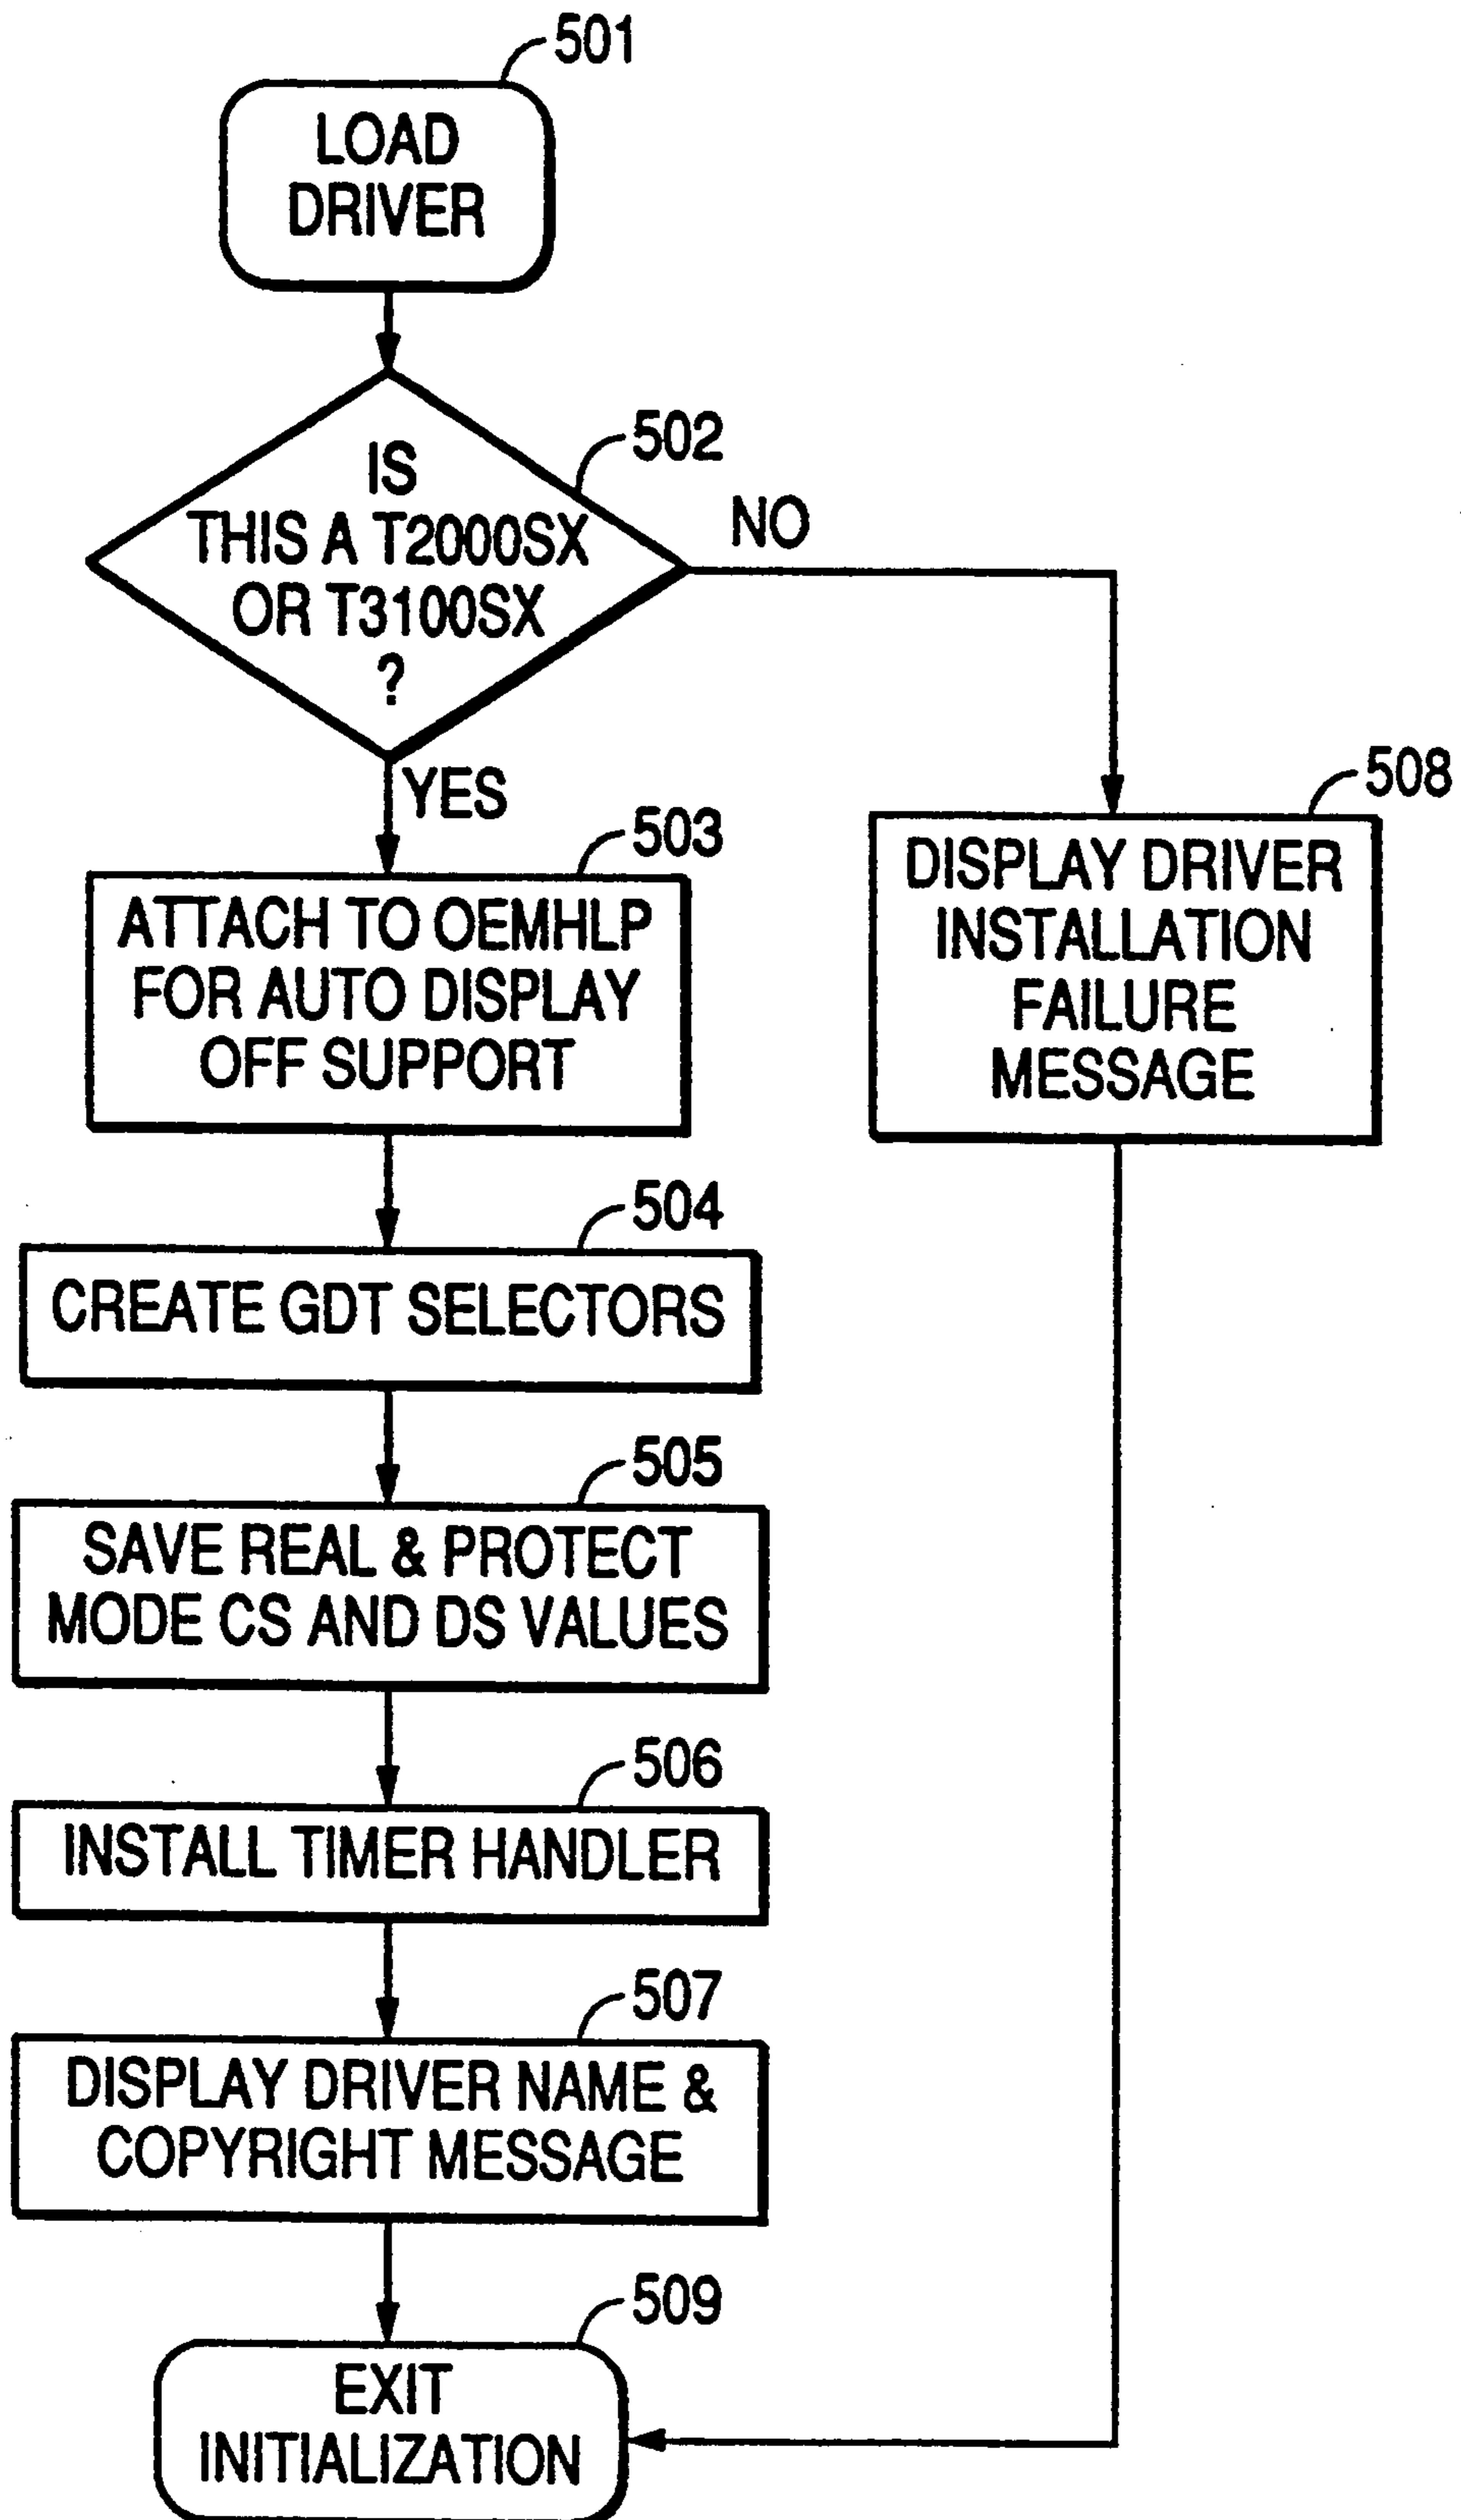 501
LOAD
DRIVER
502
IS
THIS A T2000SX
OR T3100SX
?
NO
YES
503
ATTACH TO OEMHLP
FOR AUTO DISPLAY
OFF SUPPORT
508
DISPLAY DRIVER
INSTALLATION
FAILURE
MESSAGE
504
CREATE GDT SELECTORS
505
SAVE REAL & PROTECT
MODE CS AND DS VALUES
506
INSTALL TIMER HANDLER
507
DISPLAY DRIVER NAME &
COPYRIGHT MESSAGE
509
EXIT
INITIALIZATION